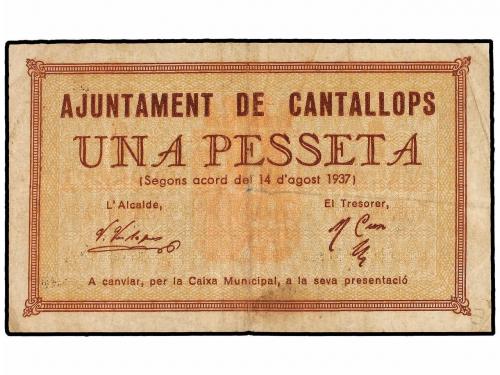 AJUNTAMENT DE CANTALLOPS
UNA PESSETA
(Segons acord del 14 d'agost 1937)
L'Alcalde, El Tresorer,
A canviar, per la Caixa Municipal, a la seva presentació